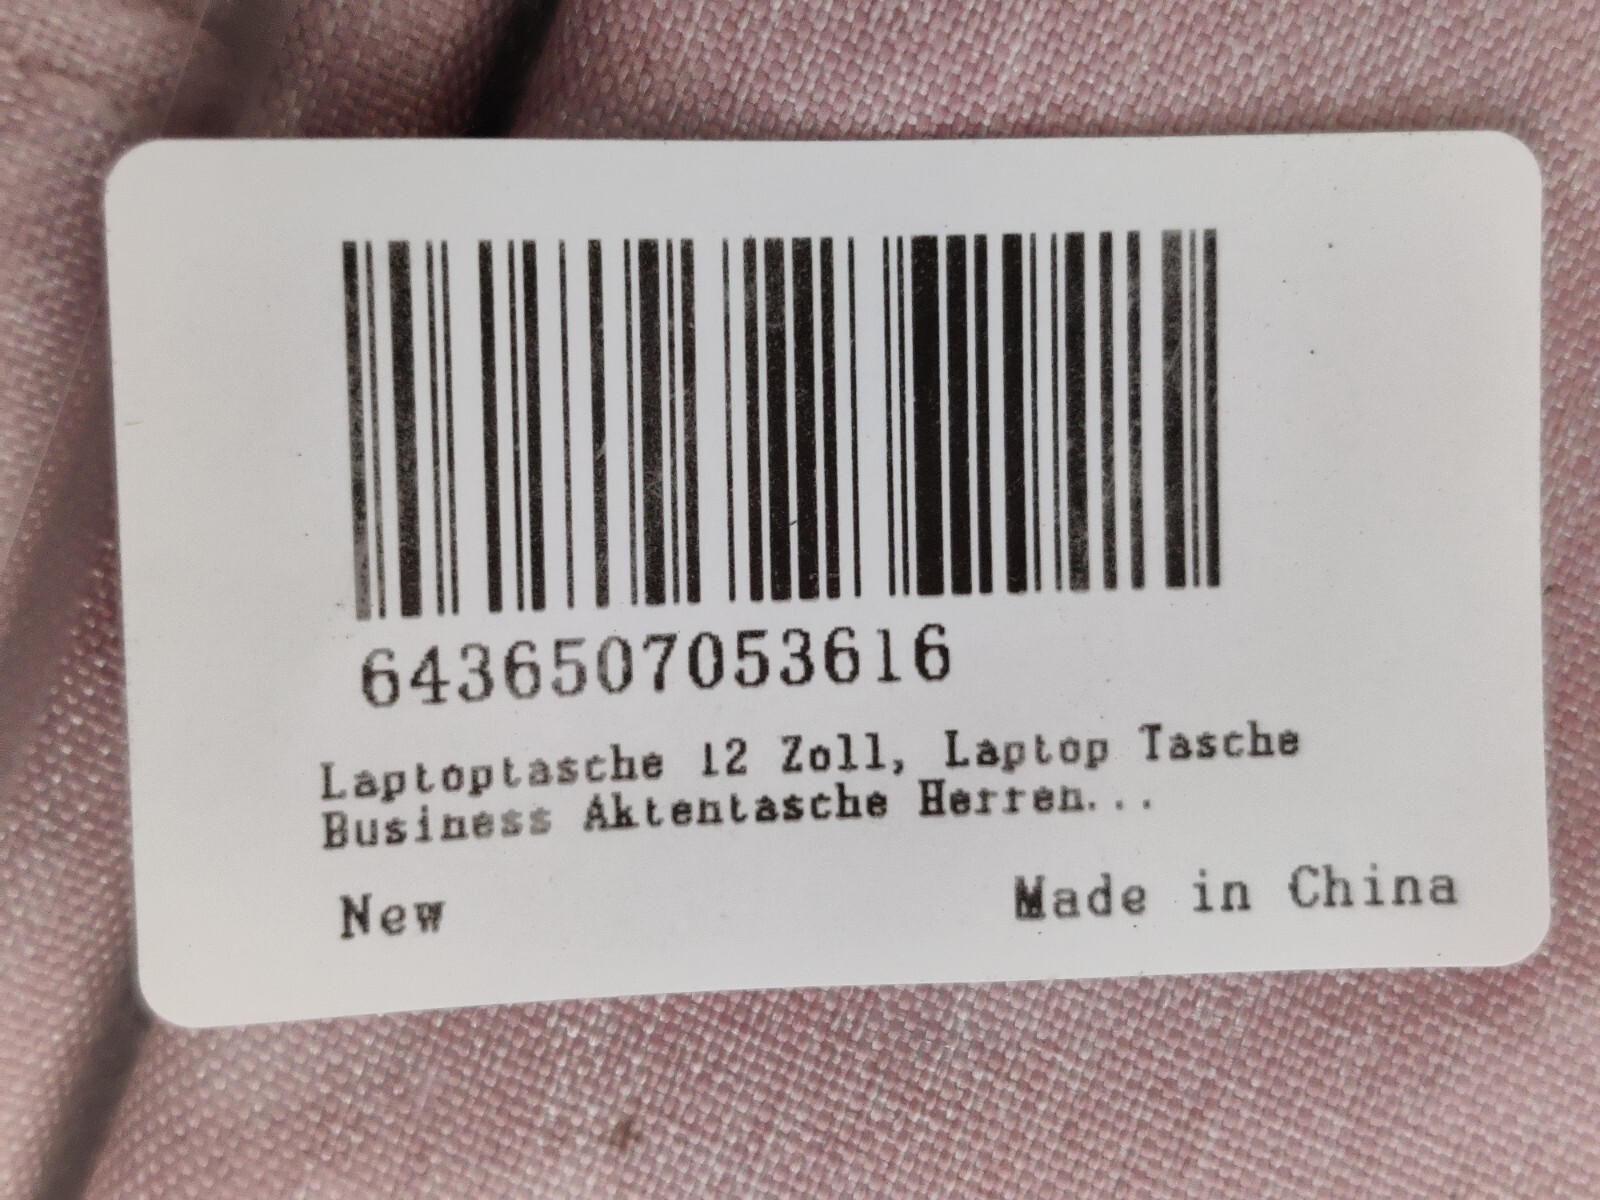 6436507053616
Laptoptasche 12 Zoll, Laptop Tasche
Business Aktentasche Herren...
New
Made in China